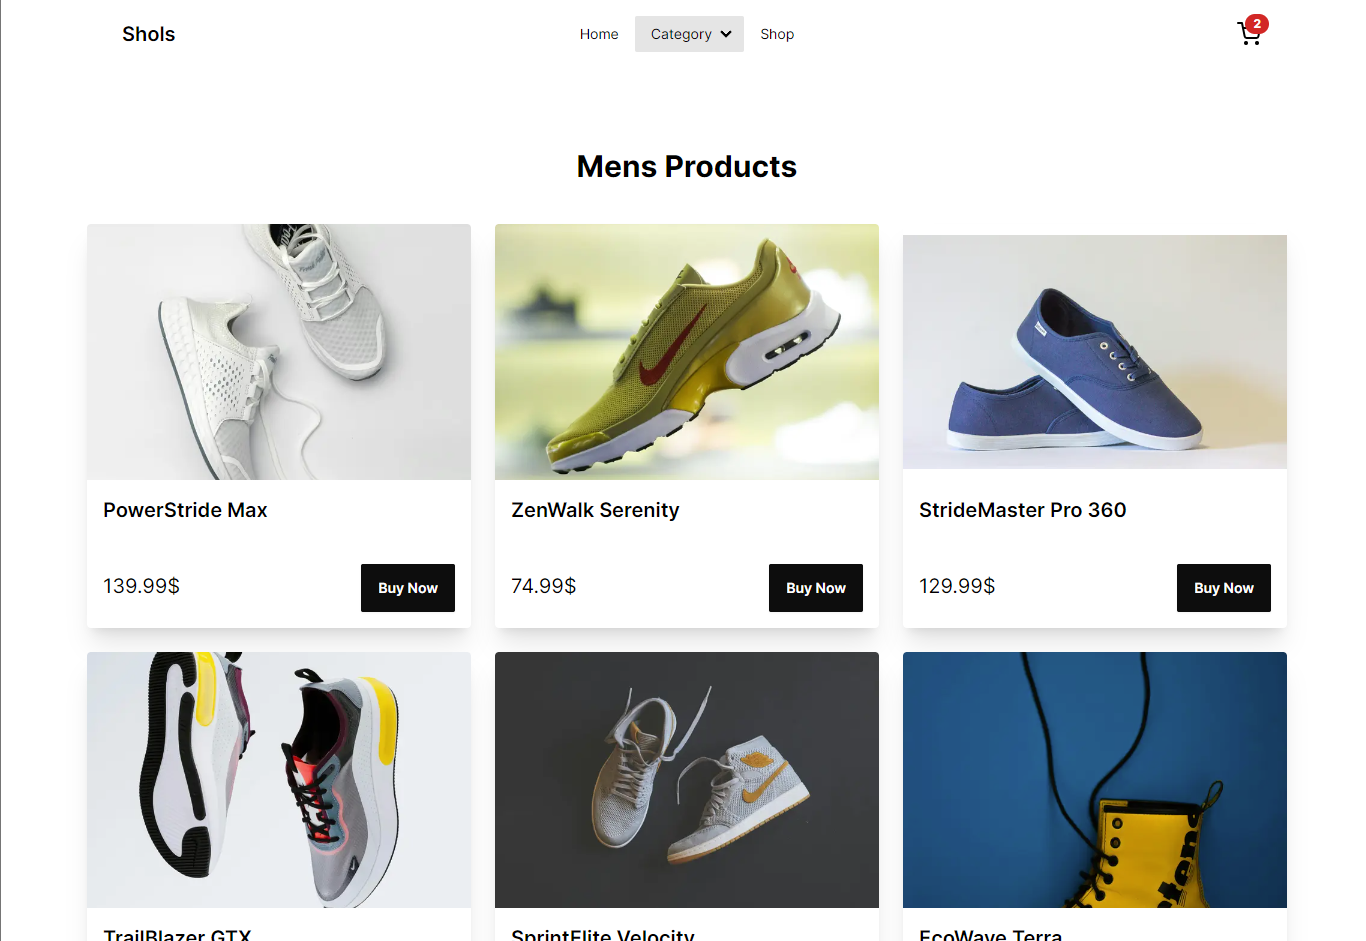 Shols
Home
Category
Shop
2
Mens Products
PowerStride Max
ZenWalk Serenity
StrideMaster Pro 360
139.99$
Buy Now
74.99$
Buy Now
129.99$
Buy Now
TrailBlazer GTX
SprintElite Velocity
EcoWave Terra